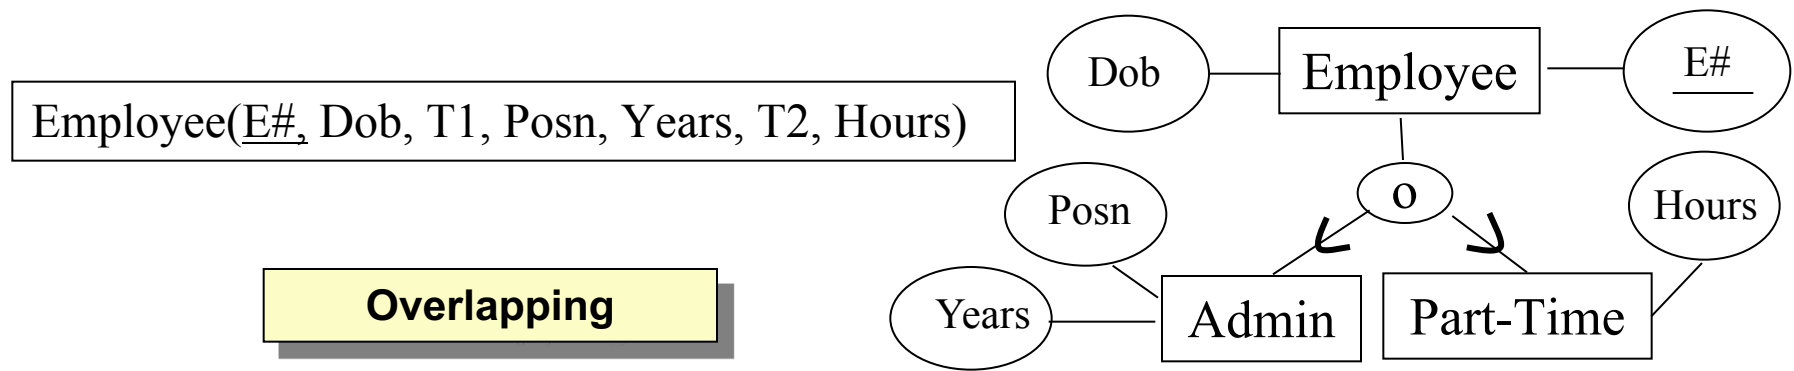 Employee(E#, Dob, T1, Posn, Years, T2, Hours)
Overlapping
Dob
Employee
E#
o
Posn
Hours
Years
Admin
Part-Time